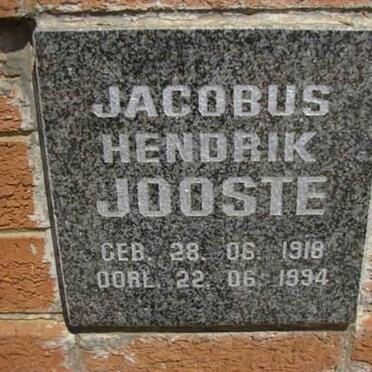 JACOBUS
HENDRIK
JOOSTE
GEB. 28. 06. 1918
OORL. 22. 06. 1994